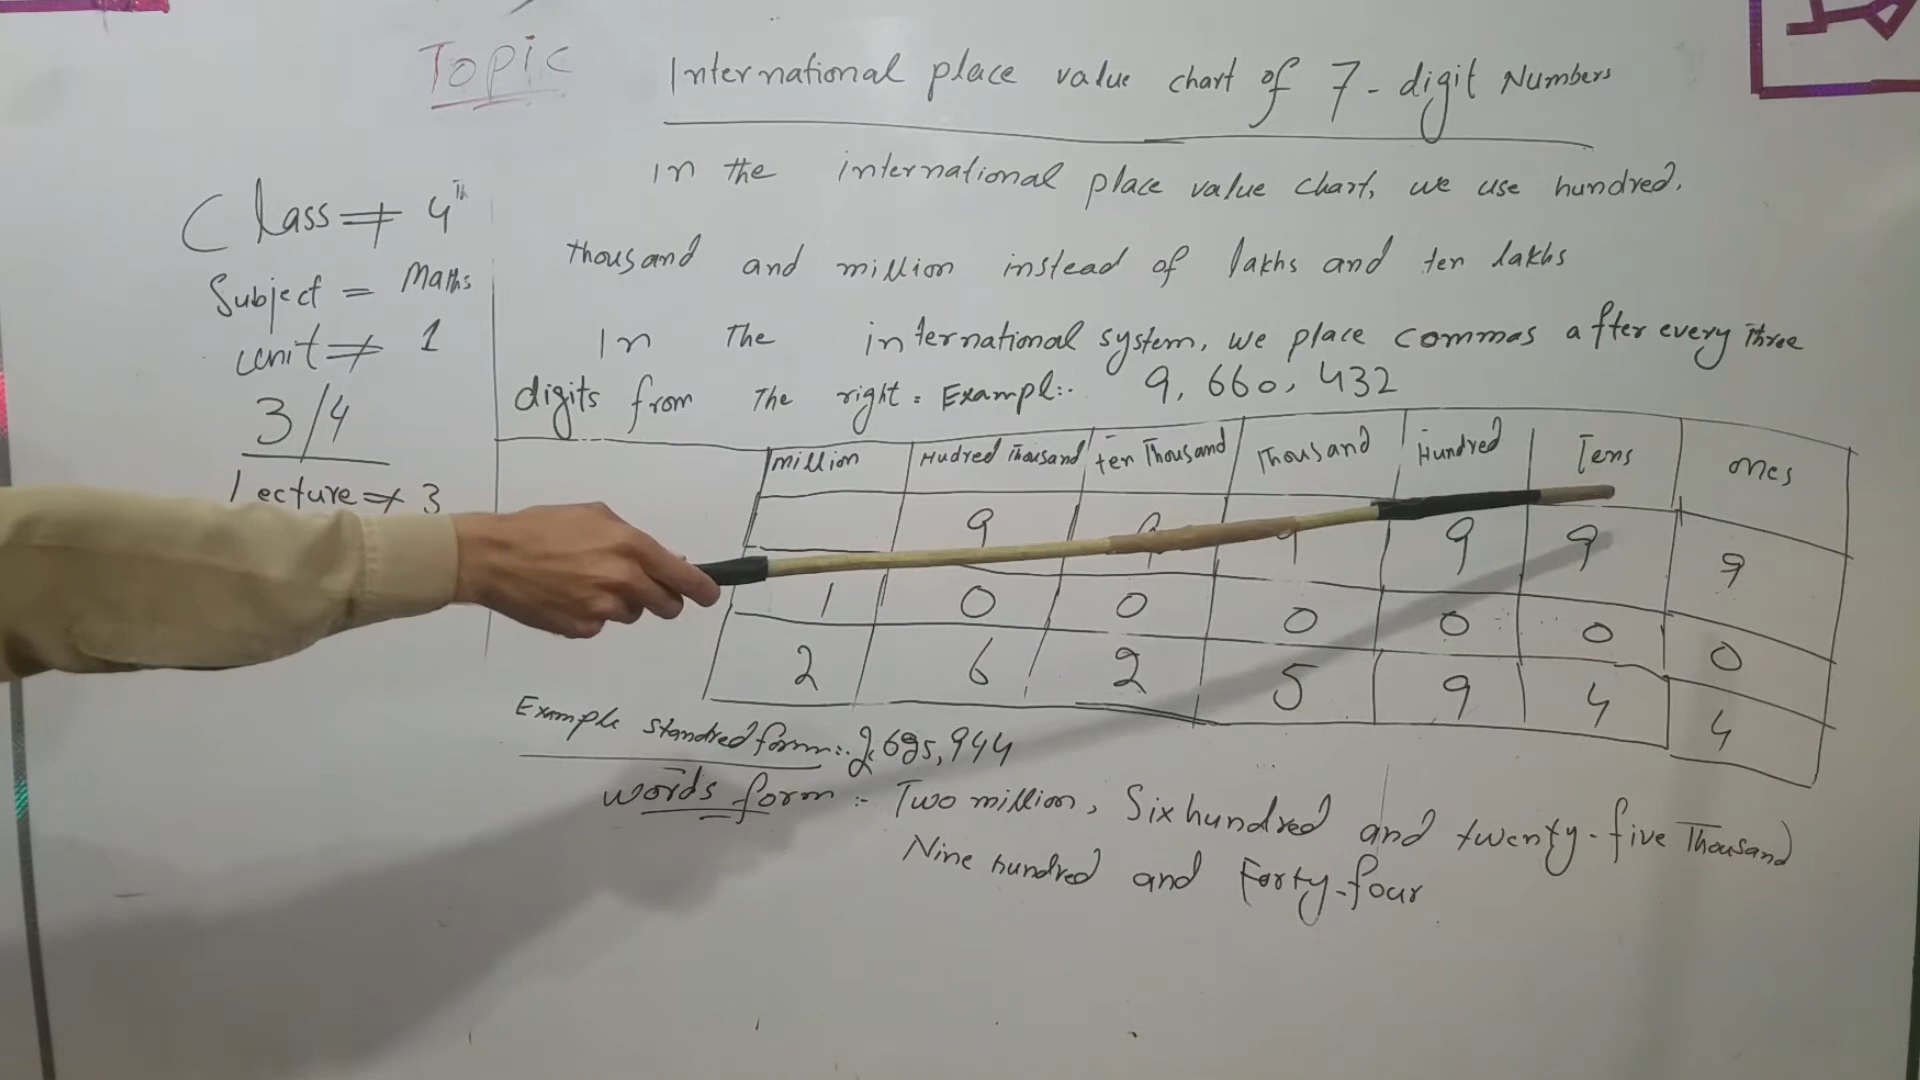 Topic
International place value chart of 7-digit Numbers
in the international place value chart, we use hundred,
thousand and million instead of lakhs and ten lakhs
In The international system, we place commas after every three
digits from The right: Exampl:- 9,660,432
Class = 4th
Subject = Maths
Unit = 1
3/4
Lecture = 3
million Hudred Thousand ten Thousand Thousand Hundred Tens ones
9 9 9 9 9 9
1 0 0 0 0 0 0
2 6 2 5 9 4 4
Example standred form:-
words form :- Two million, Six hundred and twenty-five Thousand
Nine hundred and Forty-four